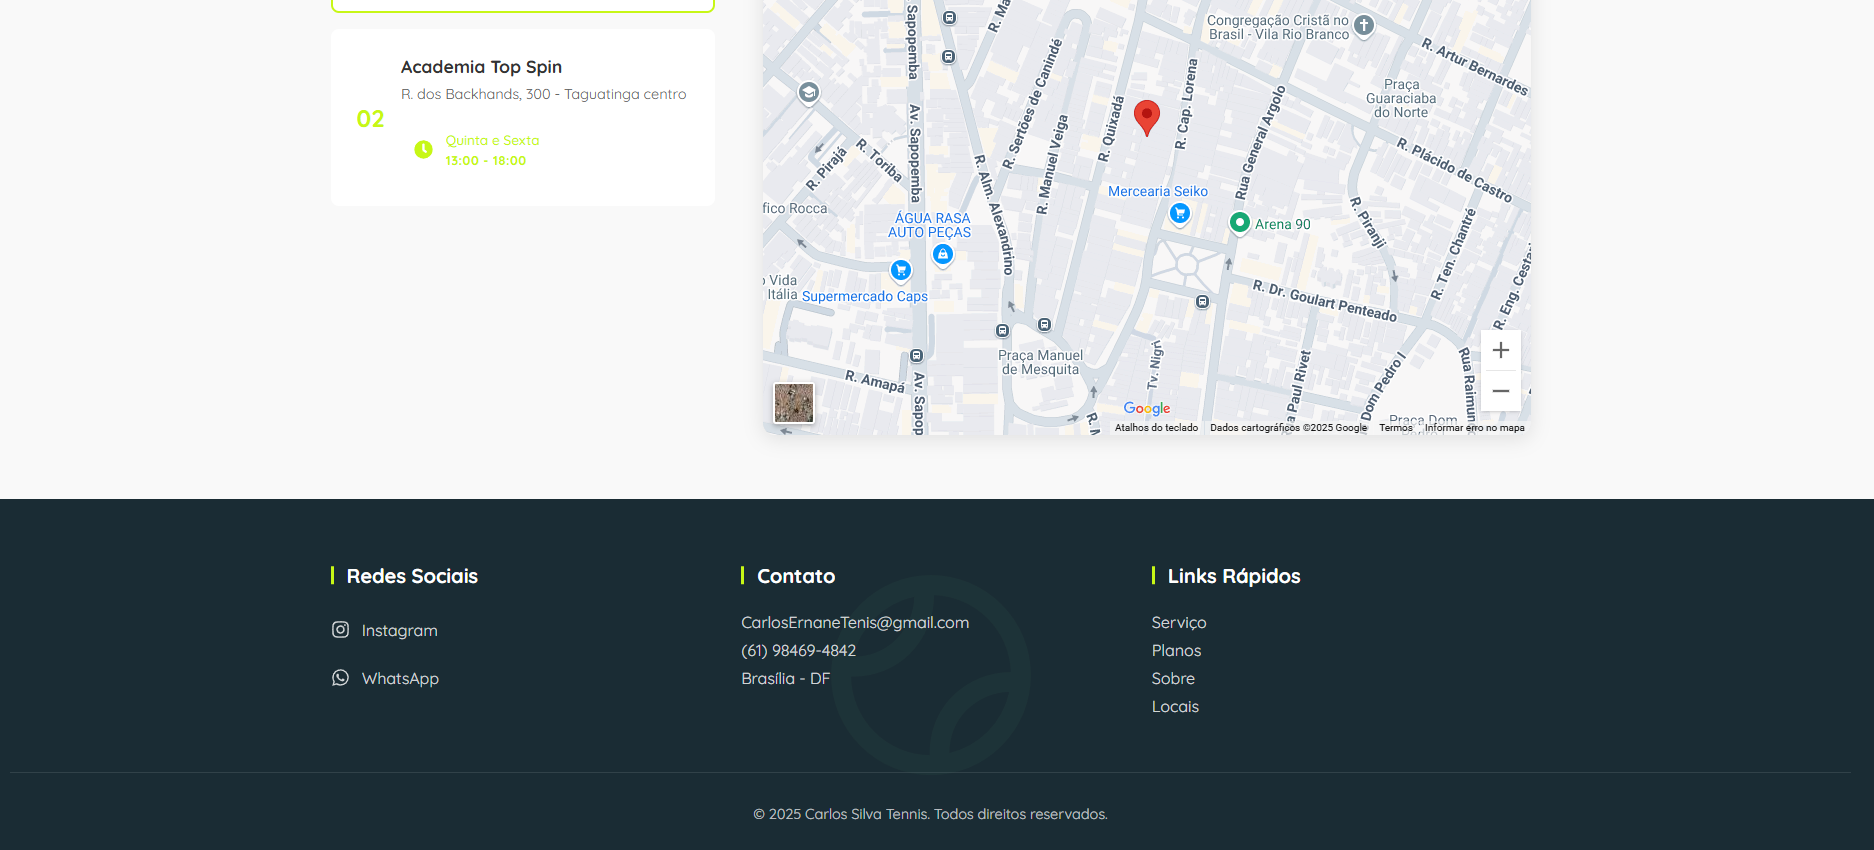 Academia Top Spin
R. dos Backhands, 300 - Taguatinga centro
02
Quinta e Sexto
13:00 - 18:00
Sapopemba
R. Ma
Congregação Cristã no
Brasil - Vila Rio Branco
R. Artur Bernardes
Praça
Guaraciaba
do Norte
R. Sertões de Canindé
R. Quixadá
R. Cap. Lorena
Rua General Argolo
Av. Sapopemba
R. Manuel Veiga
R. Plácido de Castro
R. Toriba
R. Pirajá
R. Alm. Alexandrino
Mercearia Seiko
fico Rocca
ÁGUA RASA
AUTO PEÇAS
Arena 90
R. Piranji
R. Ten. Chantré
R. Eng. Cesta
Vida
Itália
Supermercado Caps
R. Dr. Goulart Penteado
Praça Manuel
de Mesquita
Tv. Nigri
R. Amapá
Av. Sapop
a Paul Rivet
Dom Pedro I
Rua Raimun
Praça Dom
Google
Atalhos do teclado
Dados cartográficos ©2025 Google
Termos
Informar erro no mapa
Redes Sociais
Instagram
WhatsApp
Contato
CarlosErnaneTenis@gmail.com
(61) 98469-4842
Brasília - DF
Links Rápidos
Serviço
Planos
Sobre
Locais
© 2025 Carlos Silva Tennis. Todos direitos reservados.